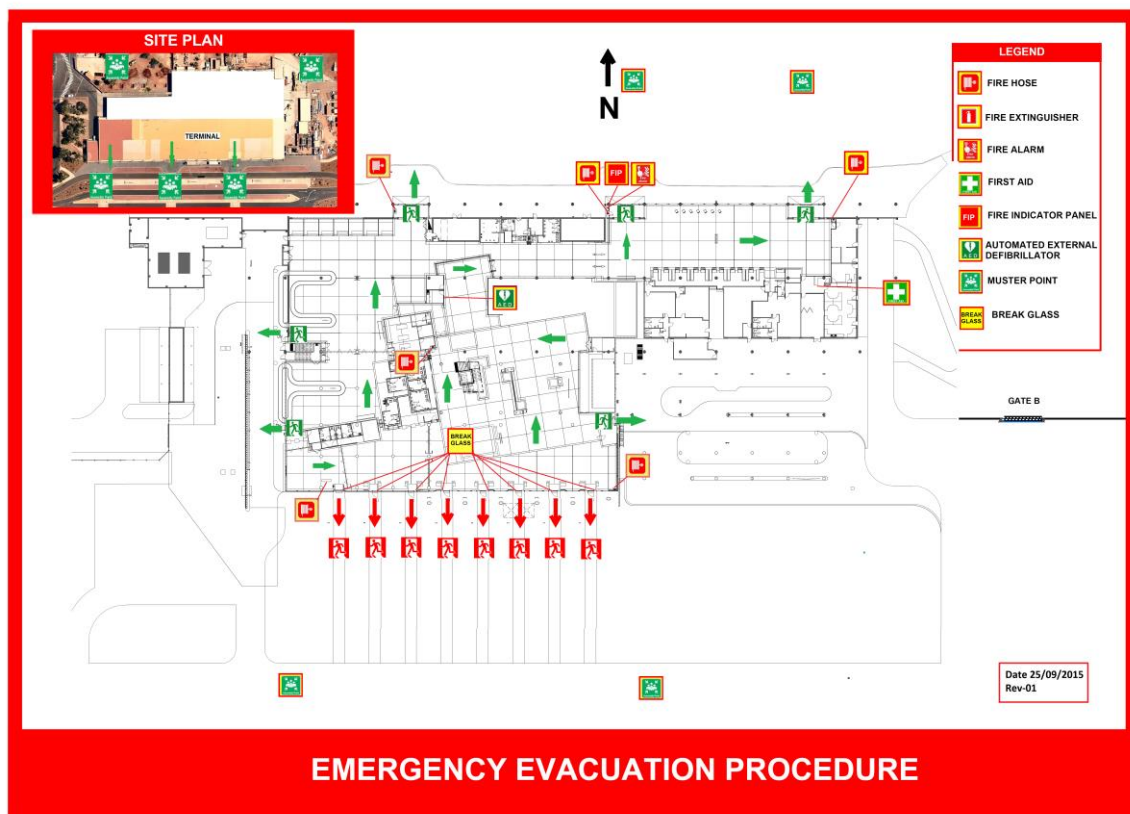 SITE PLAN
TERMINAL
N
LEGEND
FIRE HOSE
FIRE EXTINGUISHER
FIRE ALARM
FIRST AID
FIP
FIRE INDICATOR PANEL
AED
AUTOMATED EXTERNAL
DEFIBRILLATOR
MUSTER POINT
BREAK
GLASS
BREAK GLASS
FIP
AED
GATE B
BREAK
GLASS
Date 25/09/2015
Rev-01
EMERGENCY EVACUATION PROCEDURE